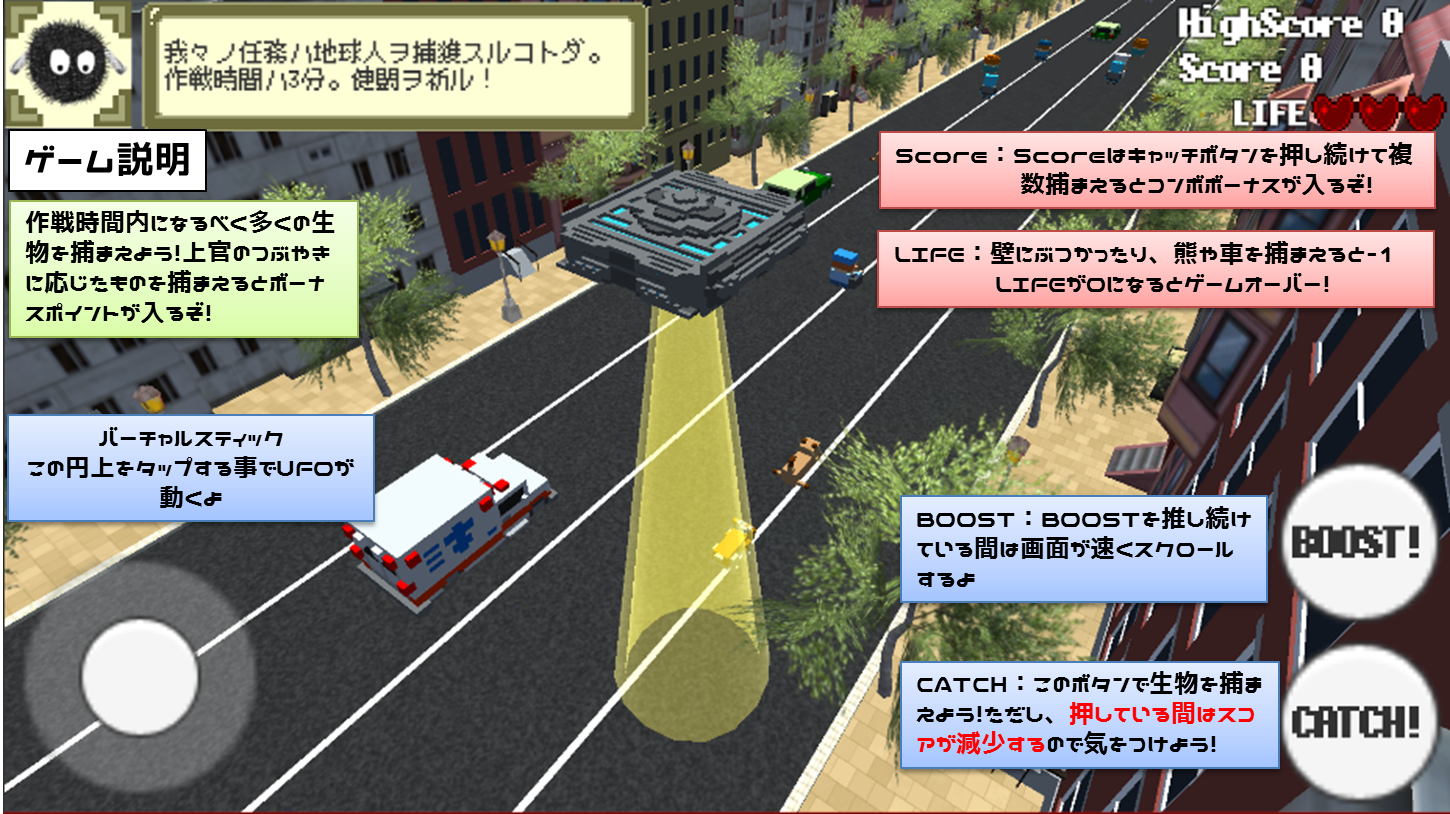 我々ノ任務ハ地球人ヲ捕獲スルコトダ。
作戦時間ハ3分。健闘ヲ祈ル！
HighScore 0
Score 0
LIFE
ゲーム説明
作戦時間内になるべく多くの生
物を捕まえよう!上官のつぶやき
に応じたものを捕まえるとボーナ
スポイントが入るぞ!
Score：Scoreはキャッチボタンを押し続けて複
数捕まえるとコンボボーナスが入るぞ!
LIFE：壁にぶつかったり、熊や車を捕まえると-1
LIFEが0になるとゲームオーバー!
バーチャルスティック
この円上をタップする事でUFOが
動くよ
BOOST：BOOSTを推し続け
ている間は画面が速くスクロール
するよ
BOOST!
CATCH：このボタンで生物を捕ま
えよう!ただし、押している間はスコ
アが減少するので気をつけよう!
CATCH!